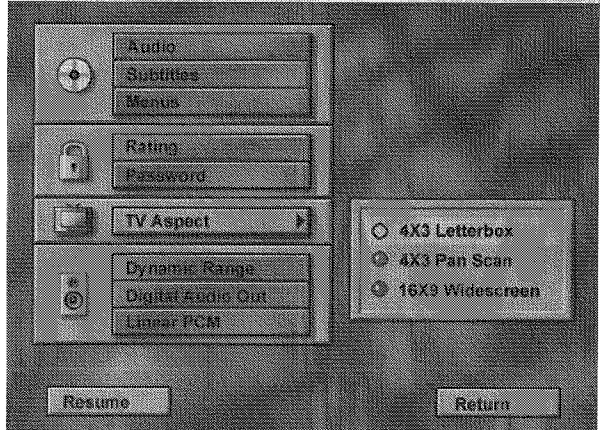 Audio
Subtitles
Menus
Rating
Password
TV Aspect
4X3 Letterbox
4X3 Pan Scan
16X9 Widescreen
Dynamic Range
Digital Audio Out
Linear PCM
Resume
Return